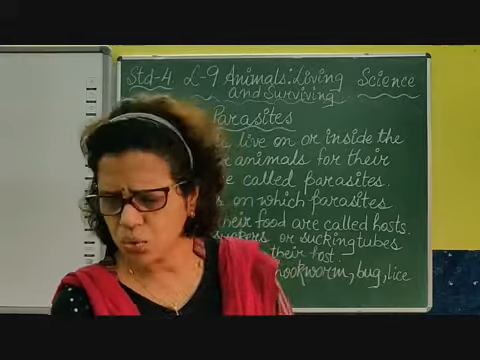 Std-4 L-9 Animals: Living Science
and Surviving
Parasites
live on or inside the
animals for their
called parasites.
on which parasites
their food are called hosts.
suckers or sucking tubes
their
hookworm, bug, Lice